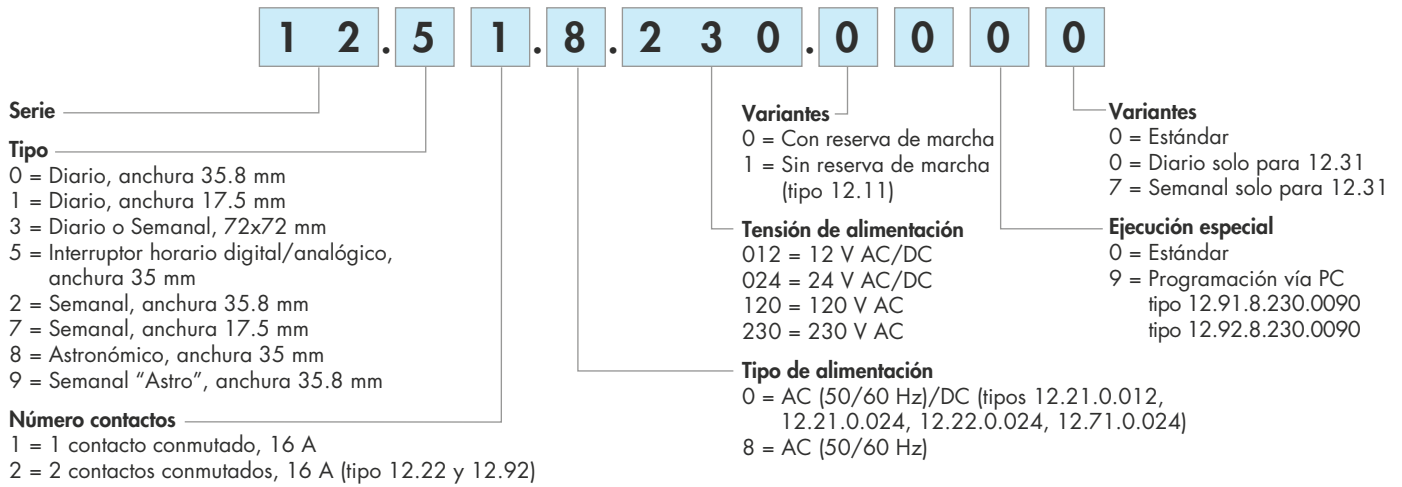 1 2 . 5 1 . 8 . 2 3 0 . 0 0 0 0
Serie
Tipo
0 = Diario, anchura 35.8 mm
1 = Diario, anchura 17.5 mm
3 = Diario o Semanal, 72x72 mm
5 = Interruptor horario digital/analógico,
anchura 35 mm
2 = Semanal, anchura 35.8 mm
7 = Semanal, anchura 17.5 mm
8 = Astronómico, anchura 35 mm
9 = Semanal “Astro”, anchura 35.8 mm
Número contactos
1 = 1 contacto conmutado, 16 A
2 = 2 contactos conmutados, 16 A (tipo 12.22 y 12.92)
Variantes
0 = Con reserva de marcha
1 = Sin reserva de marcha
(tipo 12.11)
Tensión de alimentación
012 = 12 V AC/DC
024 = 24 V AC/DC
120 = 120 V AC
230 = 230 V AC
Tipo de alimentación
0 = AC (50/60 Hz)/DC (tipos 12.21.0.012,
12.21.0.024, 12.22.0.024, 12.71.0.024)
8 = AC (50/60 Hz)
Variantes
0 = Estándar
0 = Diario solo para 12.31
7 = Semanal solo para 12.31
Ejecución especial
0 = Estándar
9 = Programación vía PC
tipo 12.91.8.230.0090
tipo 12.92.8.230.0090